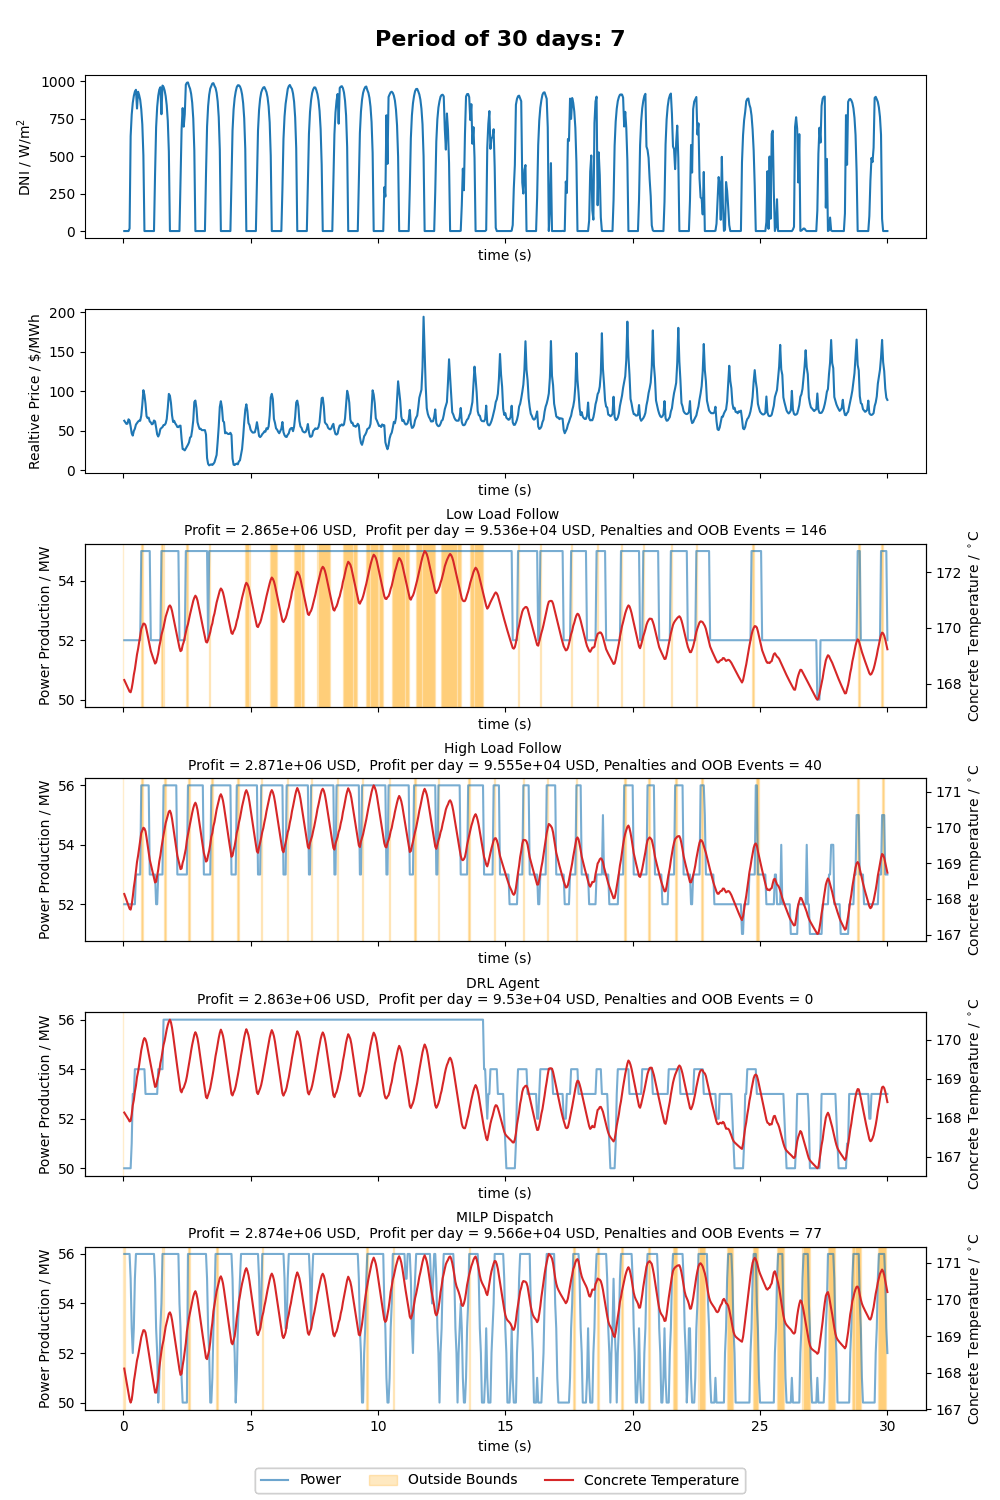 Period of 30 days: 7
1000
750
500
250
0
DNI / W/m²
time (s)
200
150
100
50
0
Realtive Price / $/MWh
time (s)
Low Load Follow
Profit = 2.865e+06 USD,  Profit per day = 9.536e+04 USD, Penalties and OOB Events = 146
54
52
50
Power Production / MW
172
170
168
Concrete Temperature / °C
time (s)
High Load Follow
Profit = 2.871e+06 USD,  Profit per day = 9.555e+04 USD, Penalties and OOB Events = 40
56
54
52
Power Production / MW
171
170
169
168
167
Concrete Temperature / °C
time (s)
DRL Agent
Profit = 2.863e+06 USD,  Profit per day = 9.53e+04 USD, Penalties and OOB Events = 0
56
54
52
50
Power Production / MW
170
169
168
167
Concrete Temperature / °C
time (s)
MILP Dispatch
Profit = 2.874e+06 USD,  Profit per day = 9.566e+04 USD, Penalties and OOB Events = 77
56
54
52
50
Power Production / MW
171
170
169
168
167
Concrete Temperature / °C
0 5 10 15 20 25 30
time (s)
Power Outside Bounds Concrete Temperature